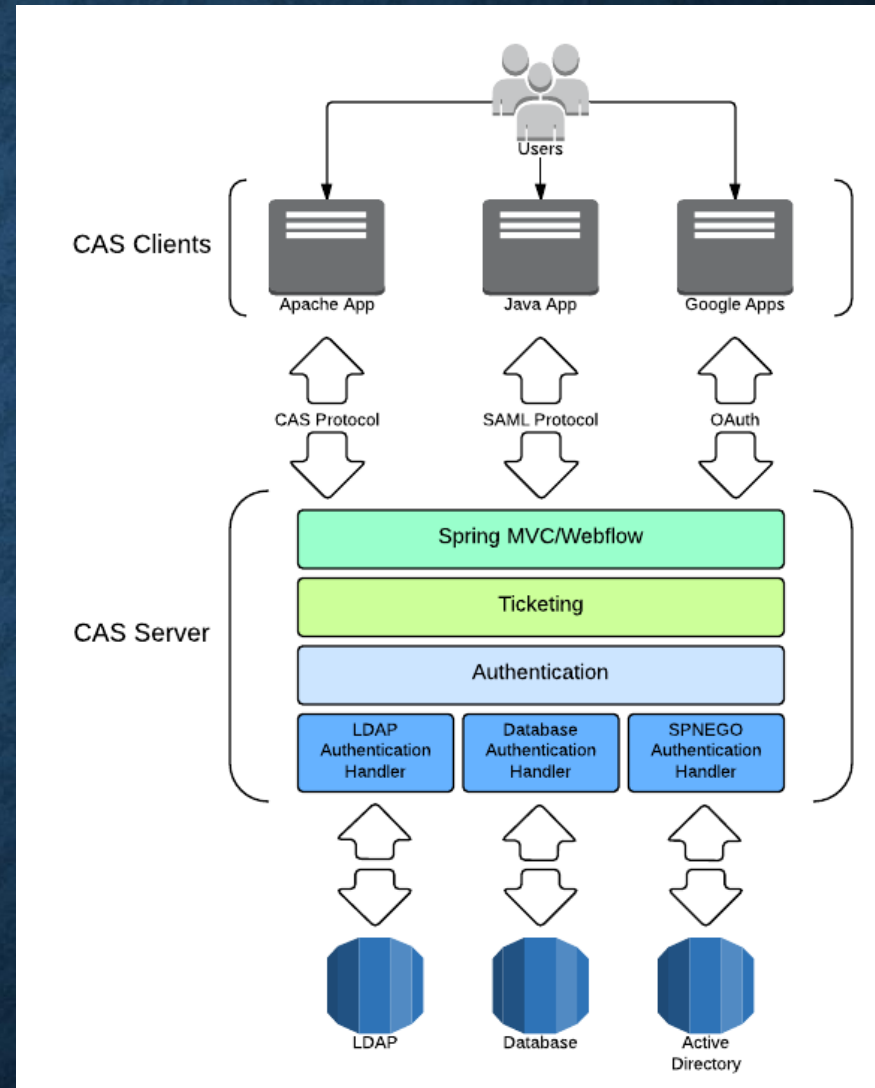 Users
CAS Clients
Apache App
Java App
Google Apps
CAS Protocol
SAML Protocol
OAuth
CAS Server
Spring MVC/Webflow
Ticketing
Authentication
LDAP
Authentication
Handler
Database
Authentication
Handler
SPNEGO
Authentication
Handler
LDAP
Database
Active
Directory